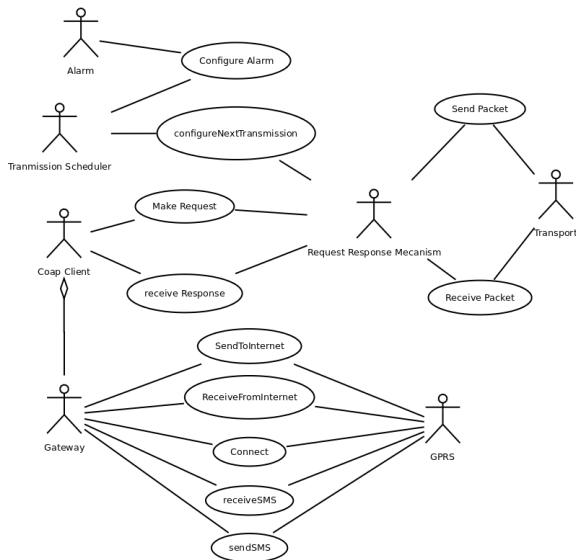 Alarm
Configure Alarm
Send Packet
configureNextTtransmission
Tranmission Scheduler
Make Request
Transport
Request Response Mecanism
Coap Client
receive Response
Receive Packet
SendToInternet
ReceiveFromInternet
Gateway
Connect
GPRS
receiveSMS
sendSMS